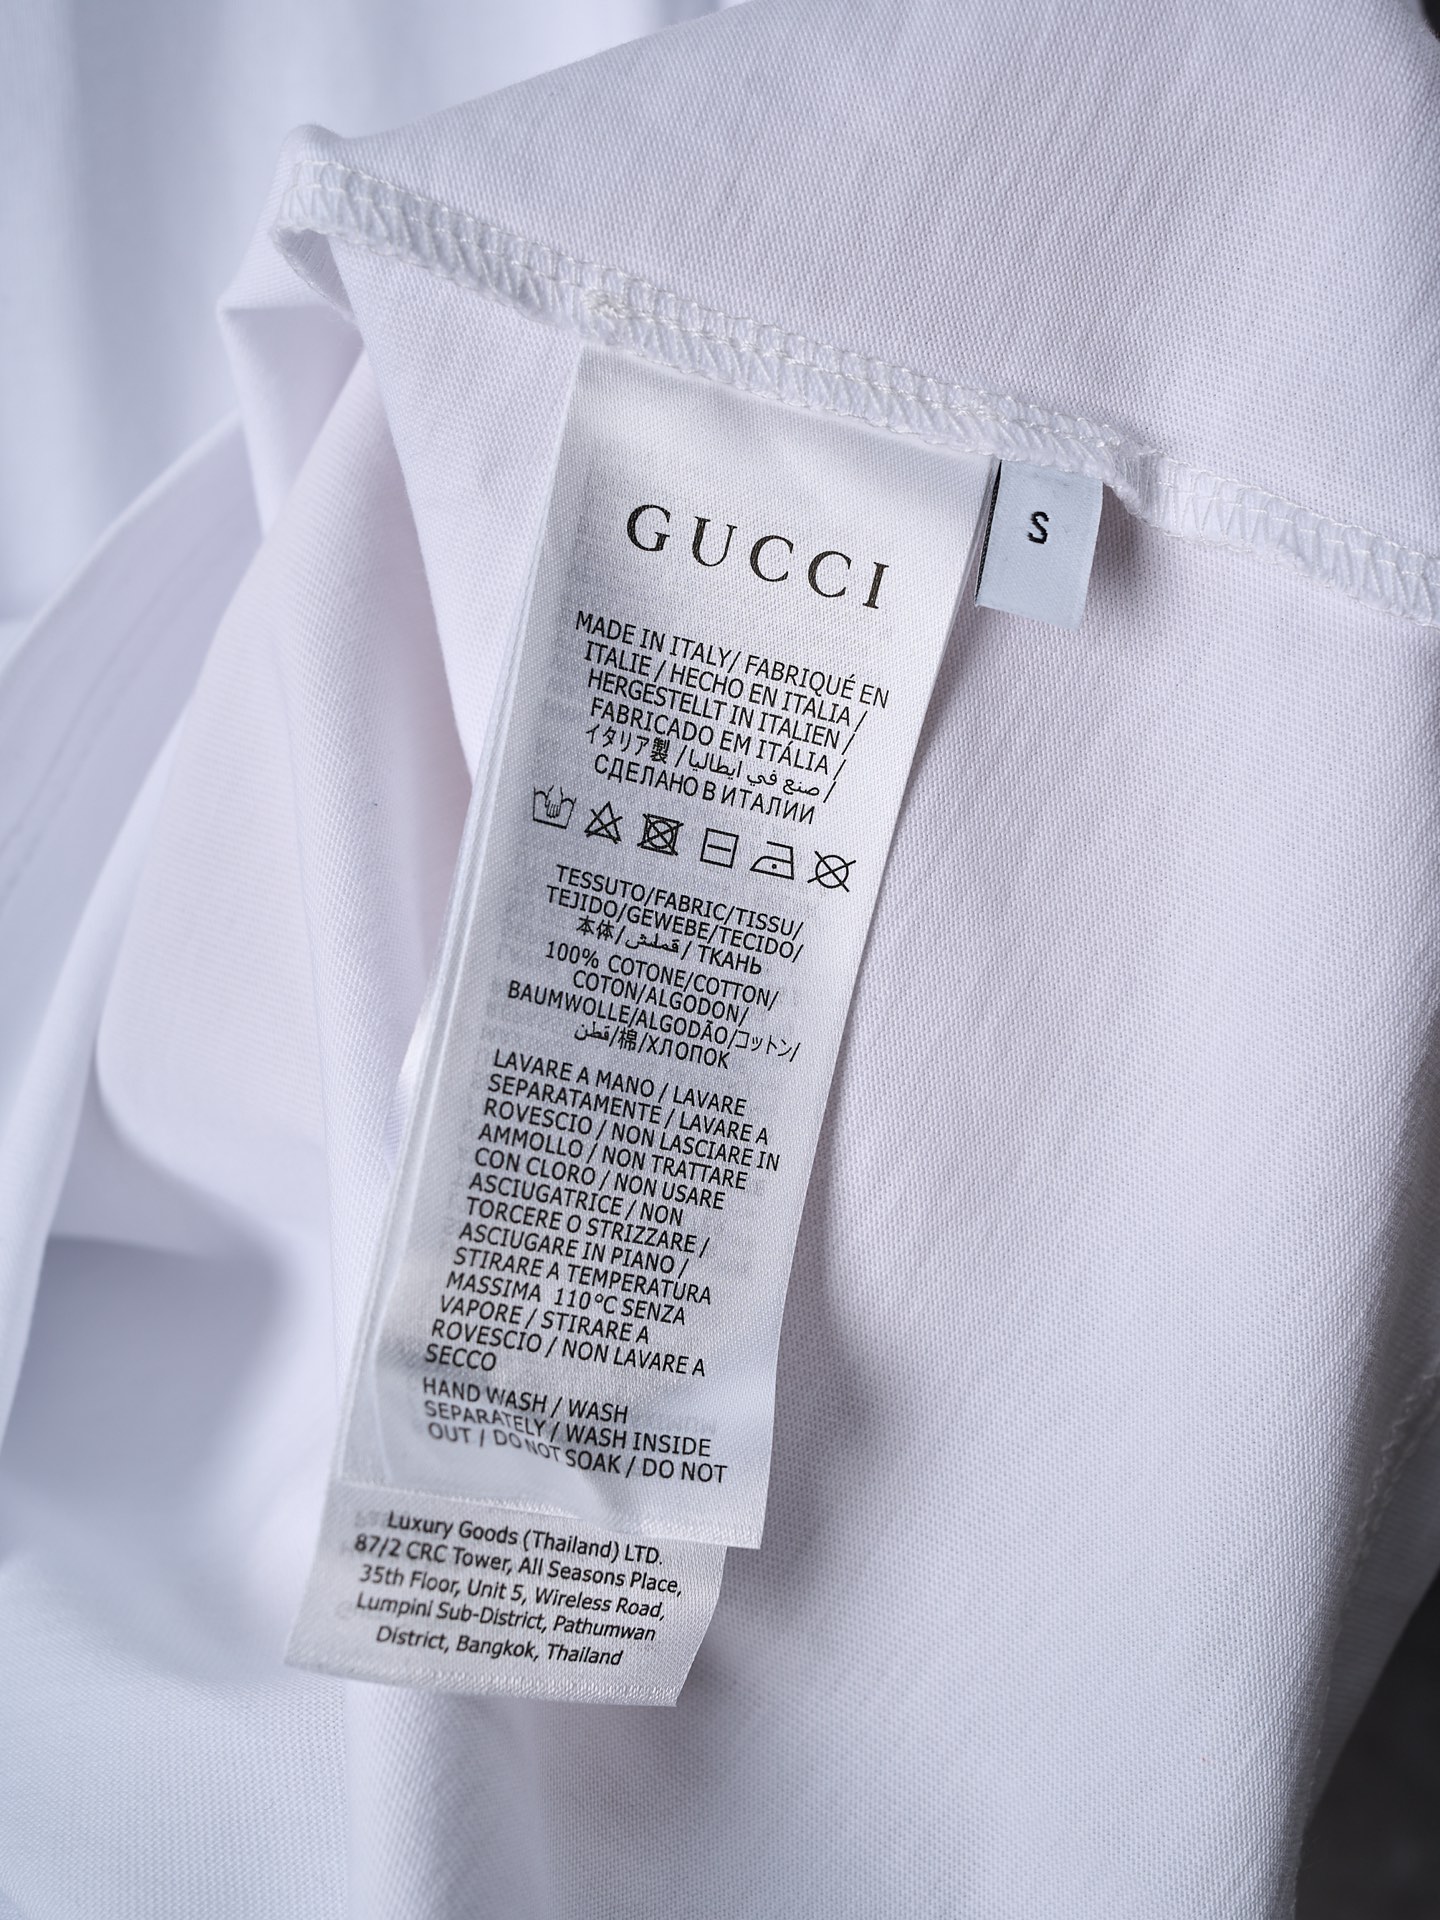 GUCCI
S
MADE IN ITALY/ FABRIQUÉ EN
ITALIE / HECHO EN ITALIA /
HERGESTELLT IN ITALIEN /
FABRICADO EM ITÁLIA /
イタリア製 / صنع في ايطاليا /
СДЕЛАНО В ИТАЛИИ
TESSUTO/FABRIC/TISSU/
TEJIDO/GEWEBE/TECIDO/
本体/قملش/ ТКАНЬ
100% COTONE/COTTON/
COTON/ALGODON/
BAUMWOLLE/ALGODÃO/コットン/
قطن/棉/ХЛОПОК
LAVARE A MANO / LAVARE
SEPARATAMENTE / LAVARE A
ROVESCIO / NON LASCIARE IN
AMMOLLO / NON TRATTARE
CON CLORO / NON USARE
ASCIUGATRICE / NON
TORCERE O STRIZZARE /
ASCIUGARE IN PIANO /
STIRARE A TEMPERATURA
MASSIMA 110°C SENZA
VAPORE / STIRARE A
ROVESCIO / NON LAVARE A
SECCO
HAND WASH / WASH
SEPARATELY / WASH INSIDE
OUT / DO NOT SOAK / DO NOT
Luxury Goods (Thailand) LTD.
87/2 CRC Tower, All Seasons Place,
35th Floor, Unit 5, Wireless Road,
Lumpini Sub-District, Pathumwan
District, Bangkok, Thailand